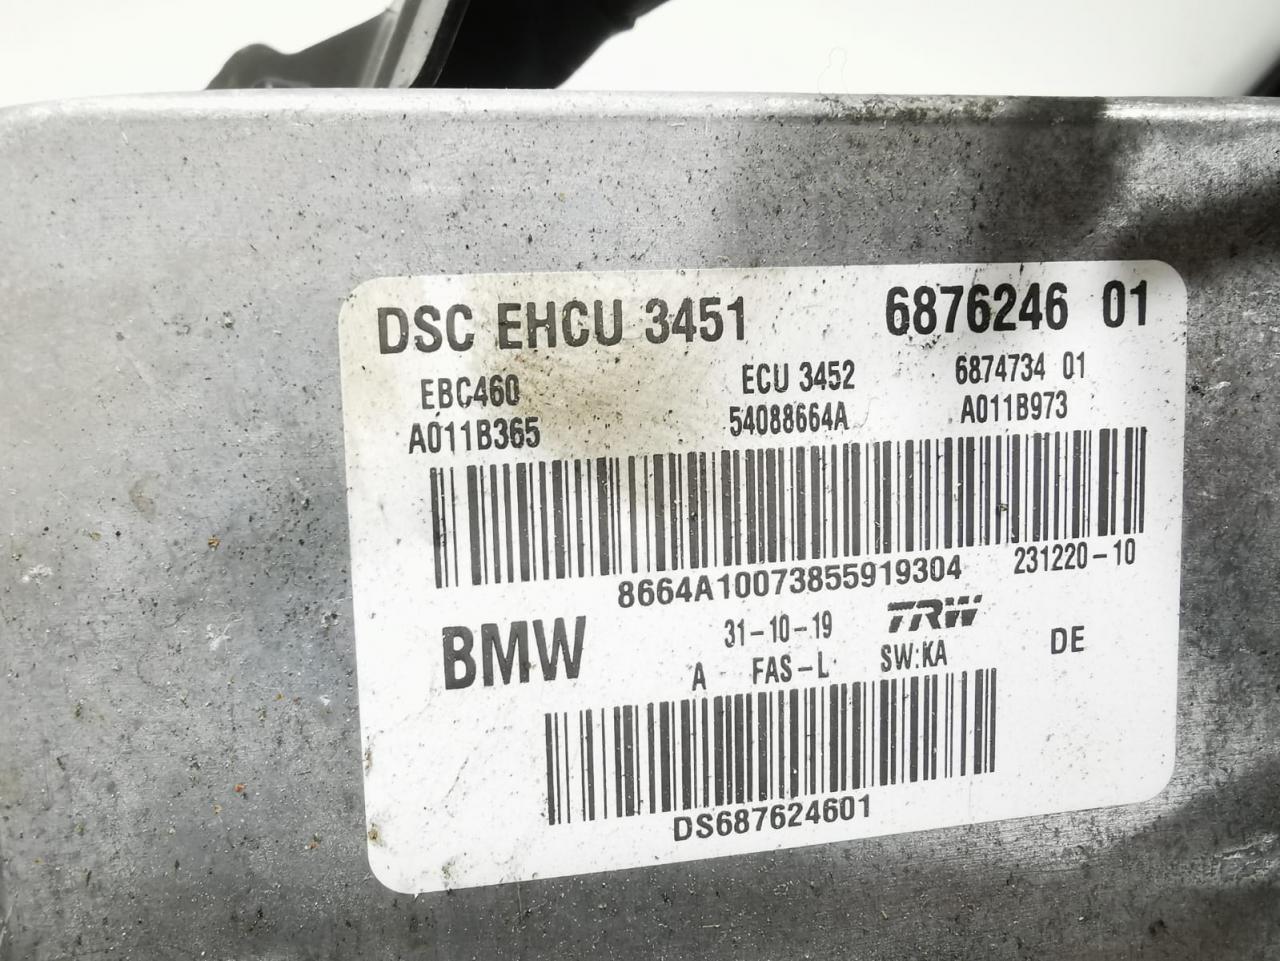 DSC EHCU 3451 6876246 01
EBC460 ECU 3452 6874734 01
A011B365 54088664A A011B973
8664A10073855919304 231220-10
BMW 31-10-19 TRW DE
A FAS-L SW:KA
DS687624601